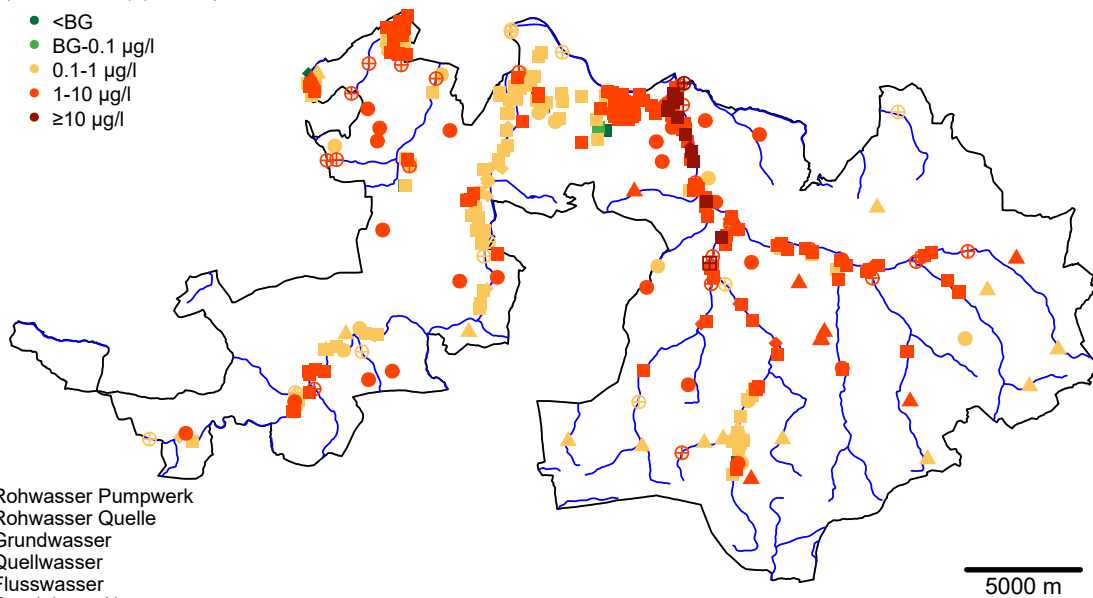 <BG
BG-0.1 µg/l
0.1-1 µg/l
1-10 µg/l
≥10 µg/l
Rohwasser Pumpwerk
Rohwasser Quelle
Grundwasser
Quellwasser
Flusswasser
5000 m